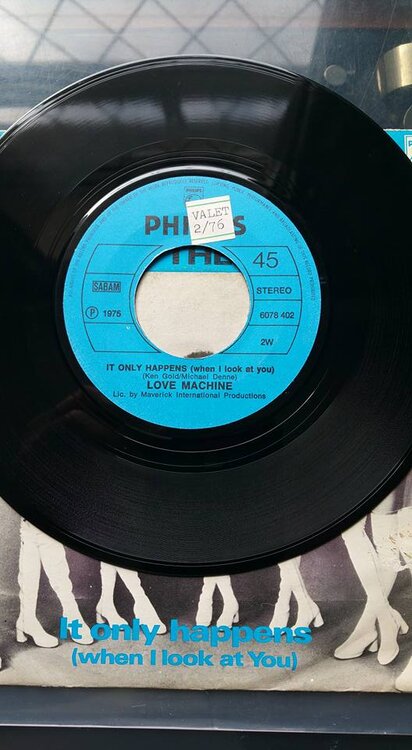 PHILIPS
VALET
2/76
45
SABAM
STEREO
P 1975
6078 402
2W
IT ONLY HAPPENS (when I look at you)
(Ken Gold/Michael Denne)
LOVE MACHINE
Lic. by Maverick International Productions
It only happens
(when I look at You)